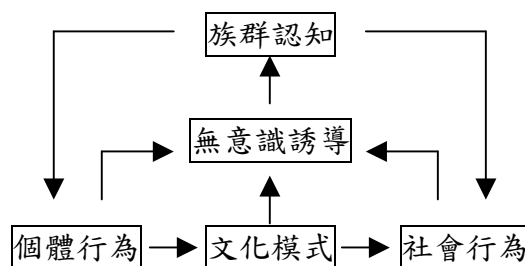 族群認知
無意識誘導
個體行為
文化模式
社會行為